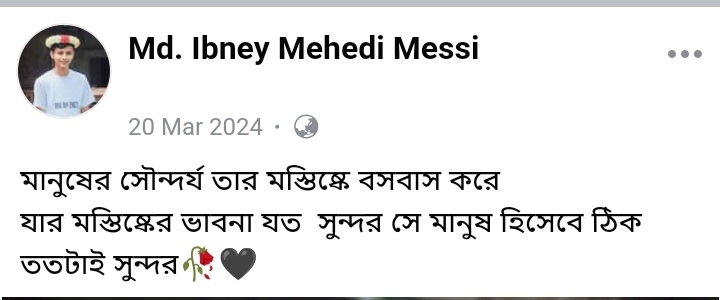 Md. Ibney Mehedi Messi
20 Mar 2024 ·
মানুষের সৌন্দর্য তার মস্তিষ্কে বসবাস করে
যার মস্তিষ্কের ভাবনা যত  সুন্দর সে মানুষ হিসেবে ঠিক
ততটাই সুন্দর🥀🖤